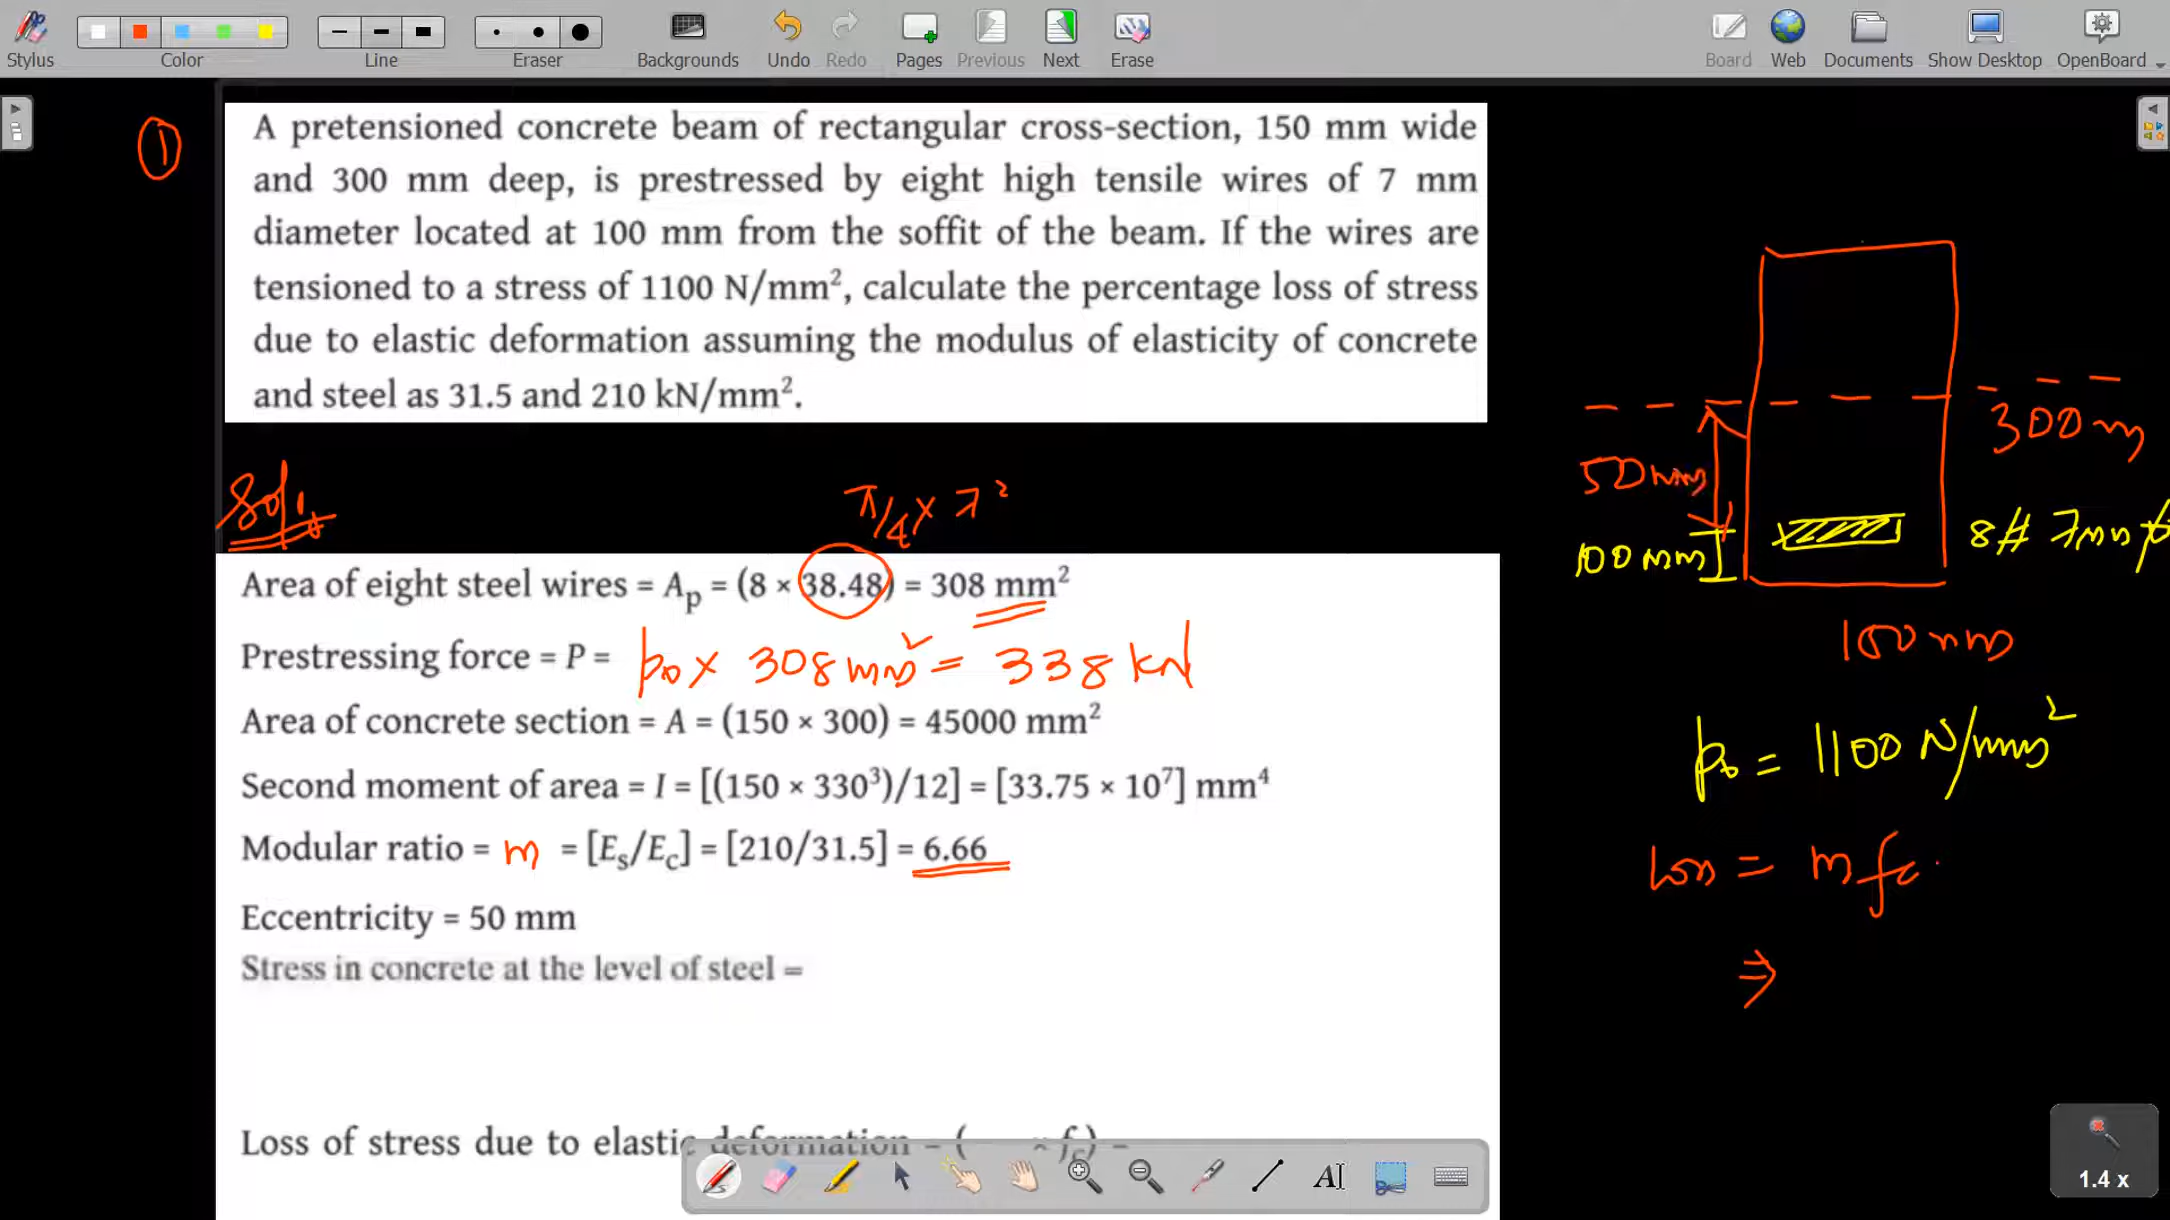 Stylus Color Line Eraser Backgrounds Undo Redo Pages Previous Next Erase Board Web Documents Show Desktop OpenBoard
①
A pretensioned concrete beam of rectangular cross-section, 150 mm wide
and 300 mm deep, is prestressed by eight high tensile wires of 7 mm
diameter located at 100 mm from the soffit of the beam. If the wires are
tensioned to a stress of 1100 N/mm², calculate the percentage loss of stress
due to elastic deformation assuming the modulus of elasticity of concrete
and steel as 31.5 and 210 kN/mm².
Sol.
π/4 × 7²
Area of eight steel wires = Aₚ = (8 × 38.48) = 308 mm²
Prestressing force = P = p₀ × 308 mm² = 338 kN
Area of concrete section = A = (150 × 300) = 45000 mm²
Second moment of area = I = [(150 × 330³)/12] = [33.75 × 10⁷] mm⁴
Modular ratio = m = [Eₛ/E꜀] = [210/31.5] = 6.66
Eccentricity = 50 mm
Stress in concrete at the level of steel =
Loss of stress due to elastic deformation = ( × f꜀) =
300 m
50 mm
100 mm
8# 7mm ϕ
150 mm
p₀ = 1100 N/mm²
Loss = m fc
⇒
AI
1.4 x